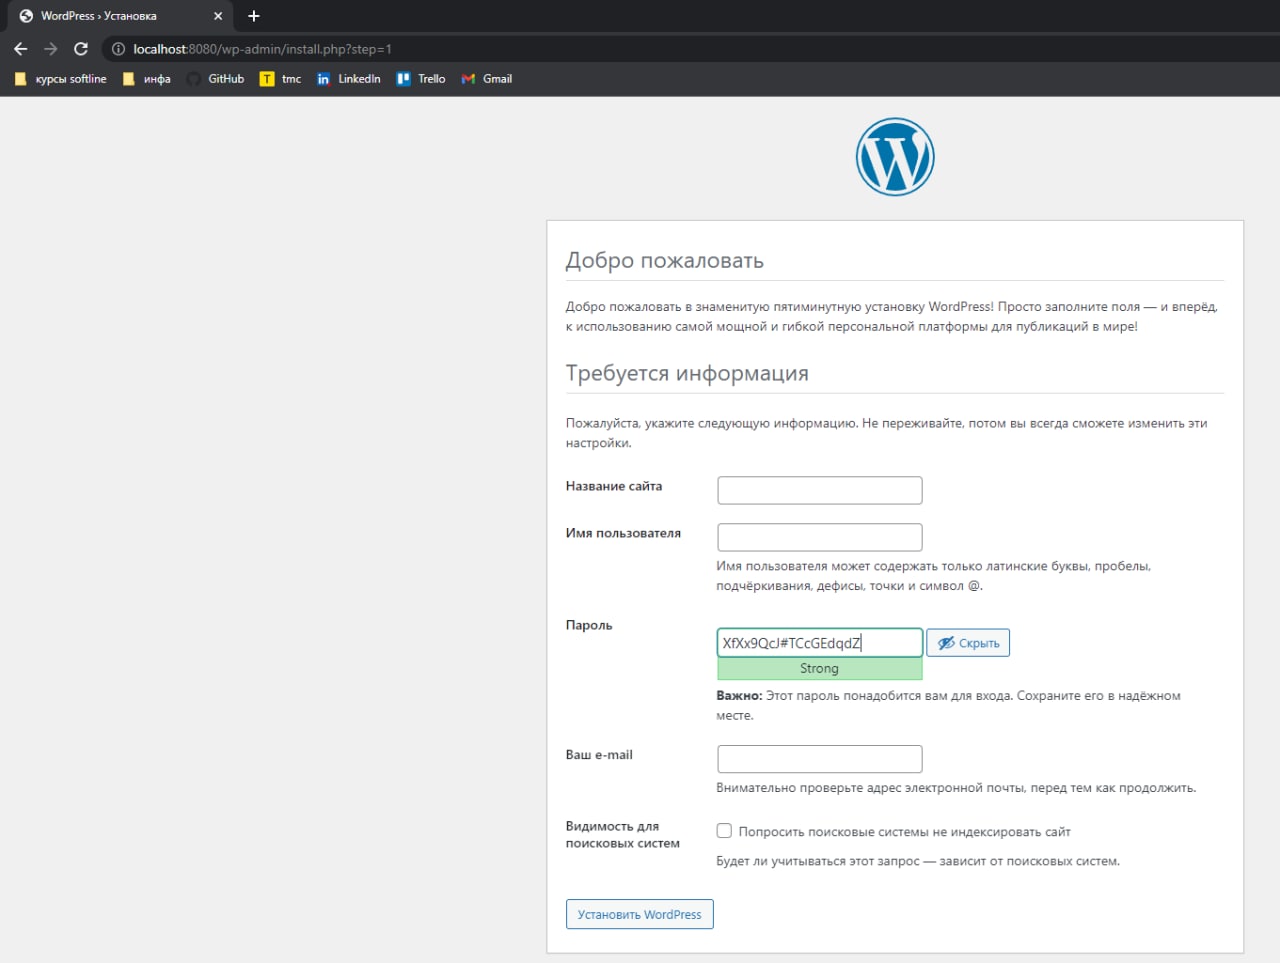 WordPress › Установка
localhost:8080/wp-admin/install.php?step=1
курсы softline инфа GitHub T tmc in LinkedIn Trello Gmail
W
Добро пожаловать
Добро пожаловать в знаменитую пятиминутную установку WordPress! Просто заполните поля — и вперёд,
к использованию самой мощной и гибкой персональной платформы для публикаций в мире!
Требуется информация
Пожалуйста, укажите следующую информацию. Не переживайте, потом вы всегда сможете изменить эти
настройки.
Название сайта
Имя пользователя
Имя пользователя может содержать только латинские буквы, пробелы,
подчёркивания, дефисы, точки и символ @.
Пароль
XfXx9QcJ#TCcGEdqdZ Скрыть
Strong
Важно: Этот пароль понадобится вам для входа. Сохраните его в надёжном
месте.
Ваш e-mail
Внимательно проверьте адрес электронной почты, перед тем как продолжить.
Видимость для
поисковых систем
Попросить поисковые системы не индексировать сайт
Будет ли учитываться этот запрос — зависит от поисковых систем.
Установить WordPress